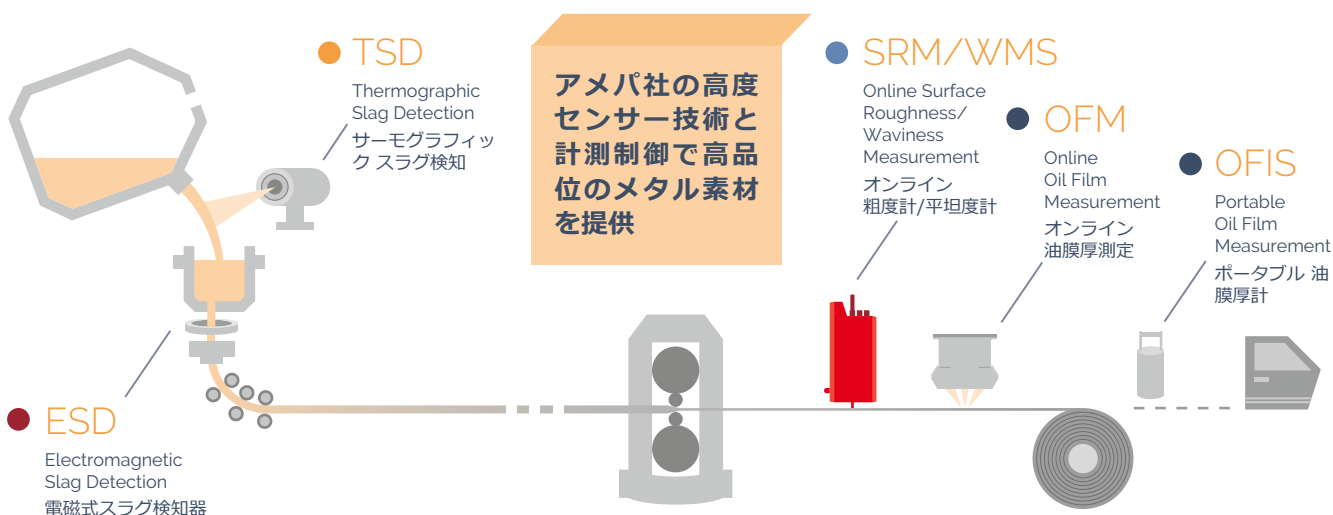 TSD
Thermographic
Slag Detection
サーモグラフィッ
ク スラグ検知
アメパ社の高度
センサー技術と
計測制御で高品
位のメタル素材
を提供
SRM/WMS
Online Surface
Roughness/
Waviness
Measurement
オンライン
粗度計/平坦度計
OFM
Online
Oil Film
Measurement
オンライン
油膜厚測定
OFIS
Portable
Oil Film
Measurement
ポータブル 油
膜厚計
ESD
Electromagnetic
Slag Detection
電磁式スラグ検知器